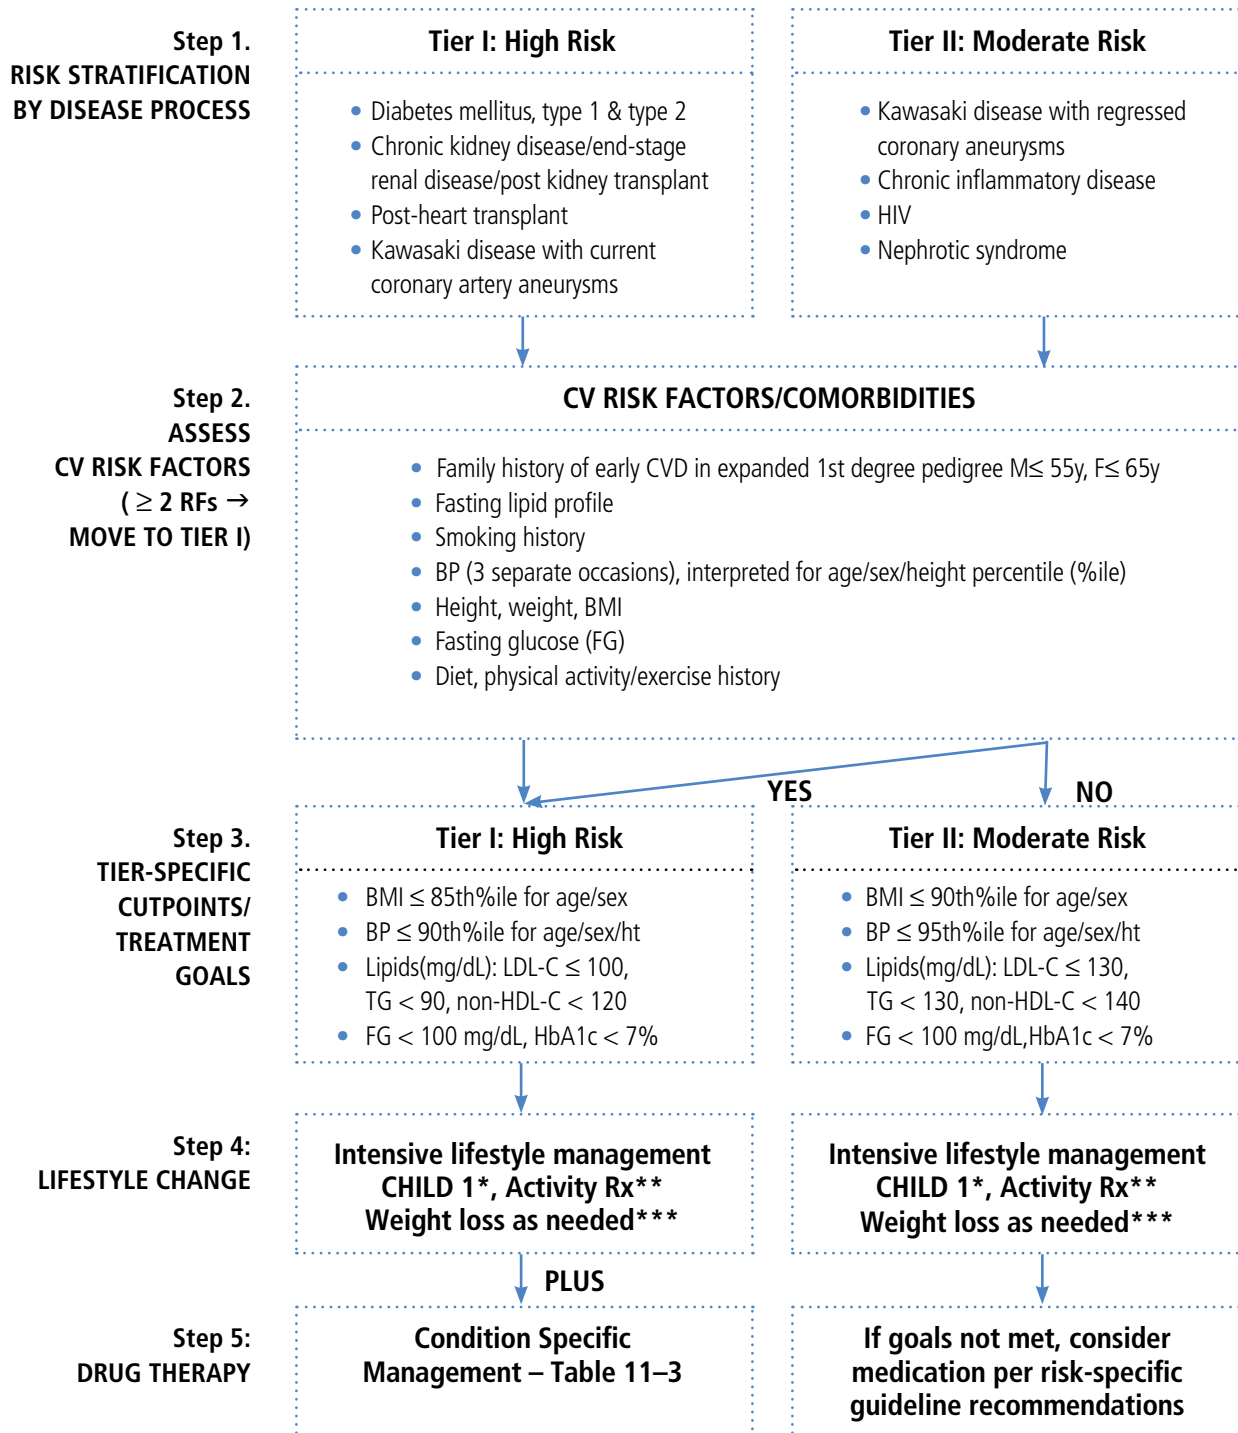 Step 1.
RISK STRATIFICATION
BY DISEASE PROCESS
Tier I: High Risk
• Diabetes mellitus, type 1 & type 2
• Chronic kidney disease/end-stage
renal disease/post kidney transplant
• Post-heart transplant
• Kawasaki disease with current
coronary artery aneurysms
Tier II: Moderate Risk
• Kawasaki disease with regressed
coronary aneurysms
• Chronic inflammatory disease
• HIV
• Nephrotic syndrome
Step 2.
ASSESS
CV RISK FACTORS
( ≥ 2 RFs →
MOVE TO TIER I)
CV RISK FACTORS/COMORBIDITIES
• Family history of early CVD in expanded 1st degree pedigree M≤ 55y, F≤ 65y
• Fasting lipid profile
• Smoking history
• BP (3 separate occasions), interpreted for age/sex/height percentile (%ile)
• Height, weight, BMI
• Fasting glucose (FG)
• Diet, physical activity/exercise history
YES
NO
Step 3.
TIER-SPECIFIC
CUTPOINTS/
TREATMENT
GOALS
Tier I: High Risk
• BMI ≤ 85th%ile for age/sex
• BP ≤ 90th%ile for age/sex/ht
• Lipids(mg/dL): LDL-C ≤ 100,
TG < 90, non-HDL-C < 120
• FG < 100 mg/dL, HbA1c < 7%
Tier II: Moderate Risk
• BMI ≤ 90th%ile for age/sex
• BP ≤ 95th%ile for age/sex/ht
• Lipids(mg/dL): LDL-C ≤ 130,
TG < 130, non-HDL-C < 140
• FG < 100 mg/dL,HbA1c < 7%
Step 4:
LIFESTYLE CHANGE
Intensive lifestyle management
CHILD 1*, Activity Rx**
Weight loss as needed***
Intensive lifestyle management
CHILD 1*, Activity Rx**
Weight loss as needed***
PLUS
Step 5:
DRUG THERAPY
Condition Specific
Management – Table 11–3
If goals not met, consider
medication per risk-specific
guideline recommendations